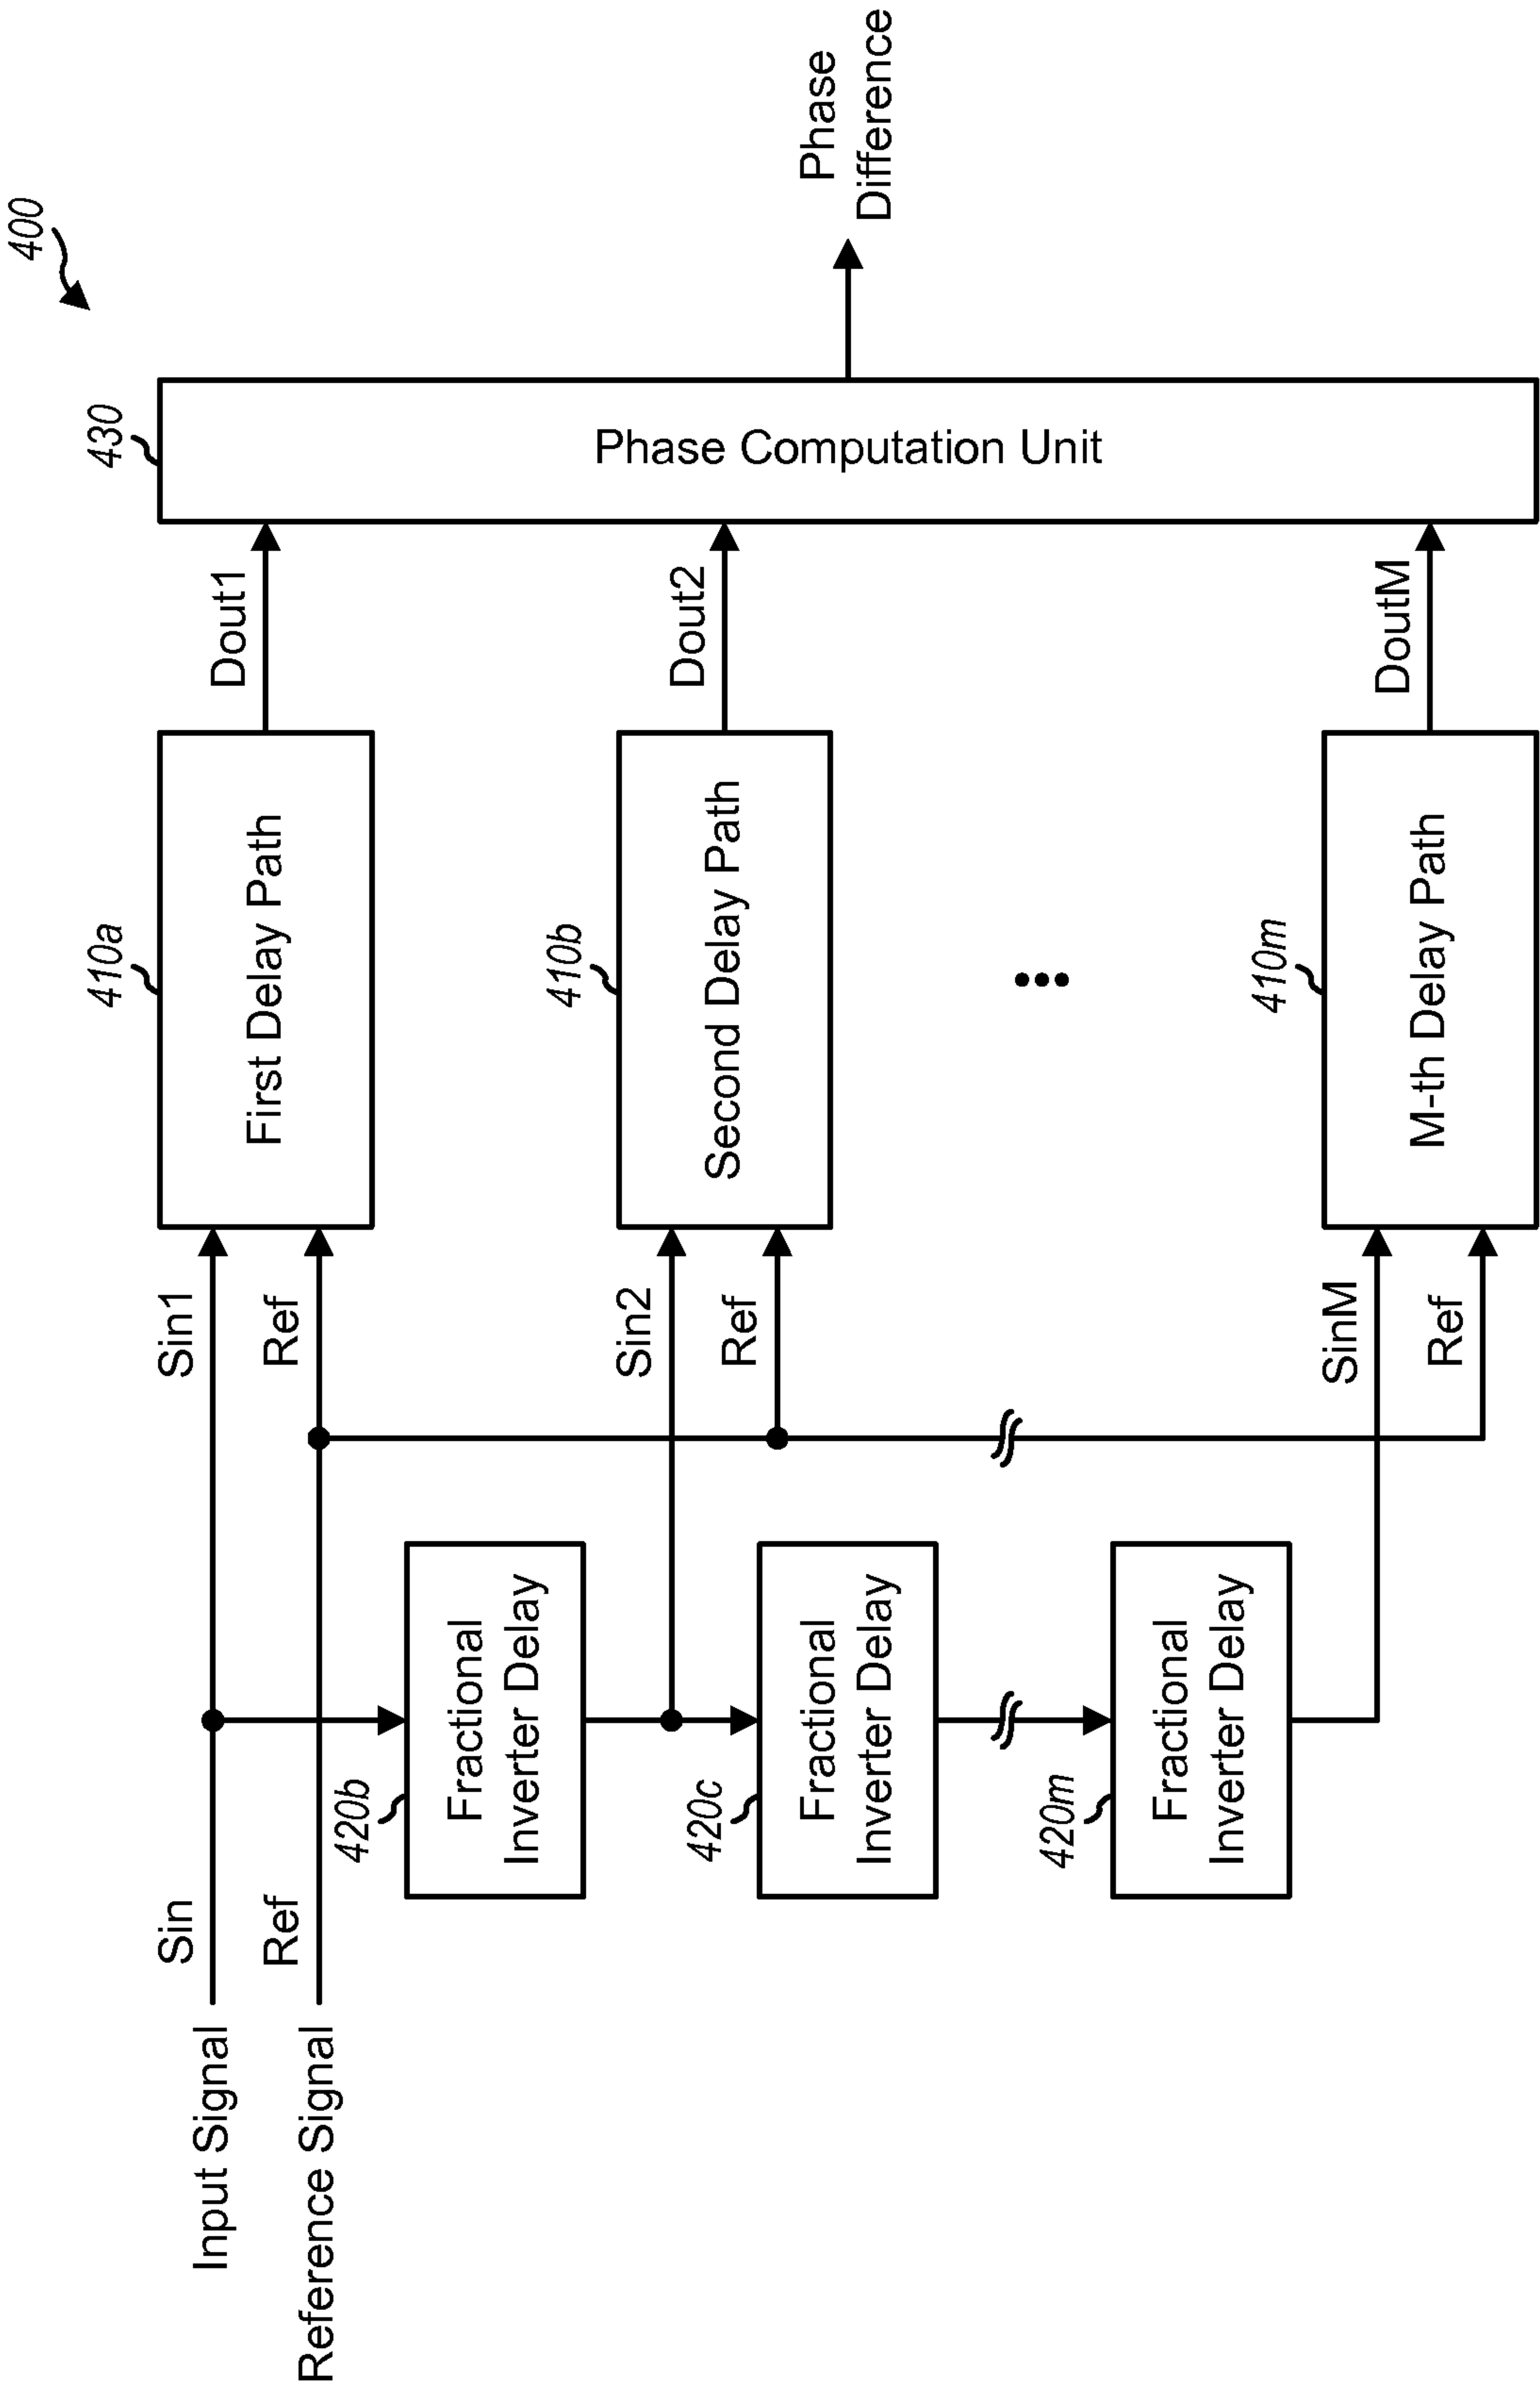 400
Input Signal
Sin
Sin1
410a
First Delay Path
Dout1
430
Phase Computation Unit
Reference Signal
Ref
Ref
420b
Fractional
Inverter Delay
Sin2
Ref
410b
Second Delay Path
Dout2
Phase
Difference
420c
Fractional
Inverter Delay
420m
Fractional
Inverter Delay
SinM
Ref
410m
M-th Delay Path
DoutM